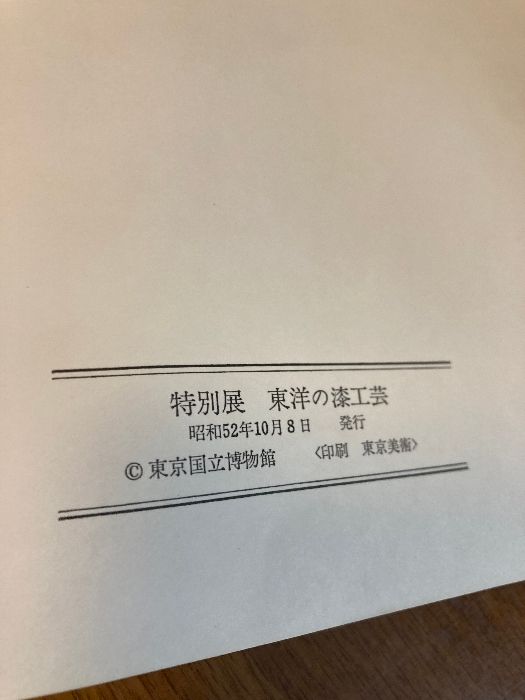 特別展　東洋の漆工芸
昭和52年10月8日　発行
©東京国立博物館　〈印刷　東京美術〉